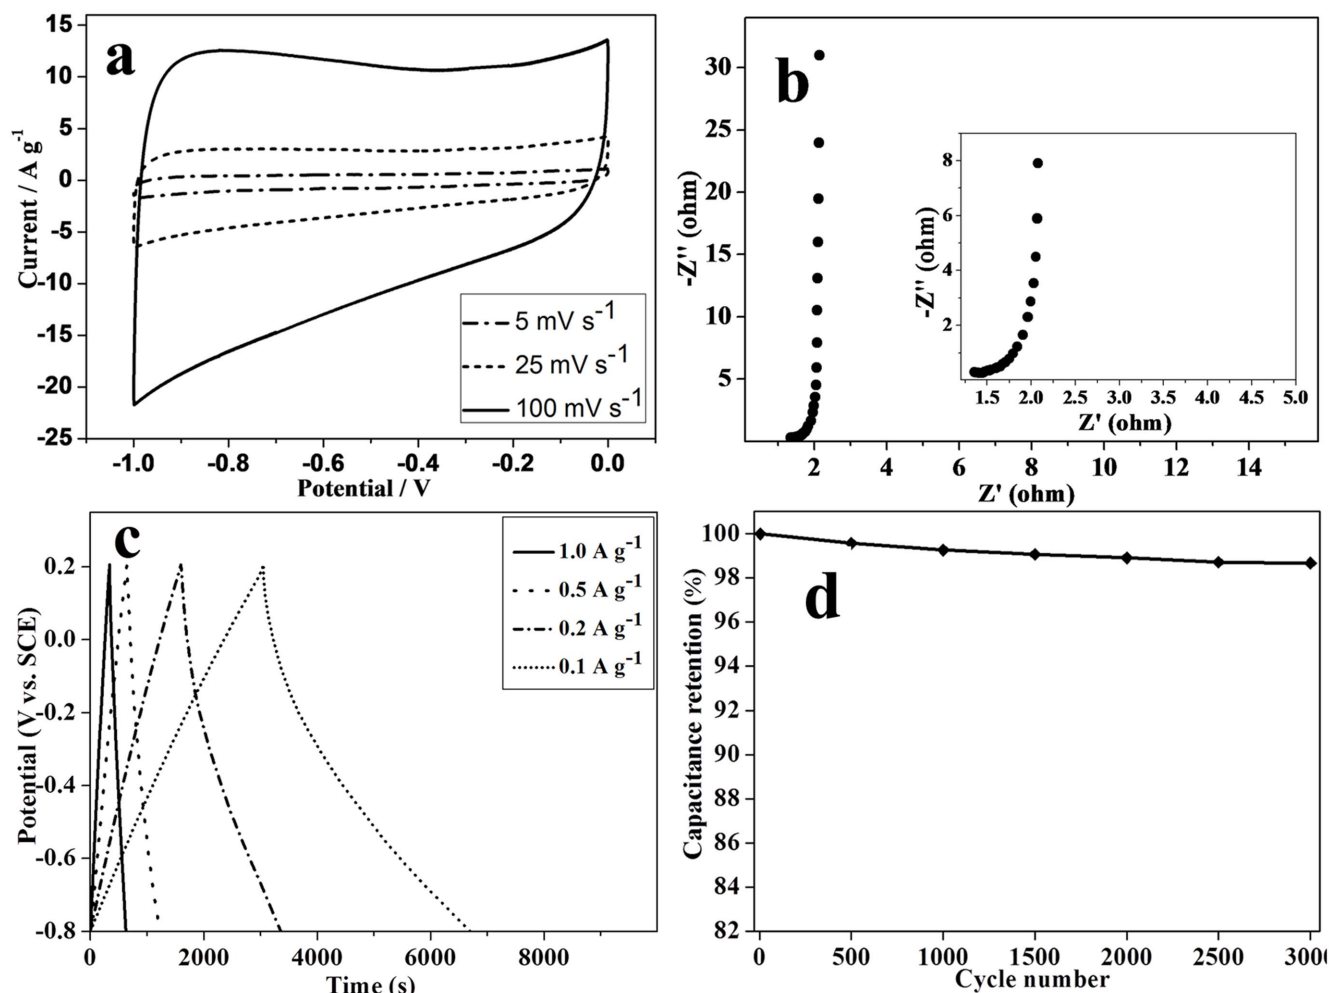 a
15
10
5
0
-5
-10
-15
-20
-25
Current / A g-1
-1.0 -0.8 -0.6 -0.4 -0.2 0.0
Potential / V
5 mV s-1
25 mV s-1
100 mV s-1
b
30
25
20
15
10
5
-Z'' (ohm)
2 4 6 8 10 12 14
Z' (ohm)
8
6
4
2
-Z'' (ohm)
1.5 2.0 2.5 3.0 3.5 4.0 4.5 5.0
Z' (ohm)
c
0.2
0.0
-0.2
-0.4
-0.6
-0.8
Potential (V vs. SCE)
0 2000 4000 6000 8000
Time (s)
1.0 A g-1
0.5 A g-1
0.2 A g-1
0.1 A g-1
d
100
98
96
94
92
90
88
86
84
82
Capacitance retention (%)
0 500 1000 1500 2000 2500 3000
Cycle number